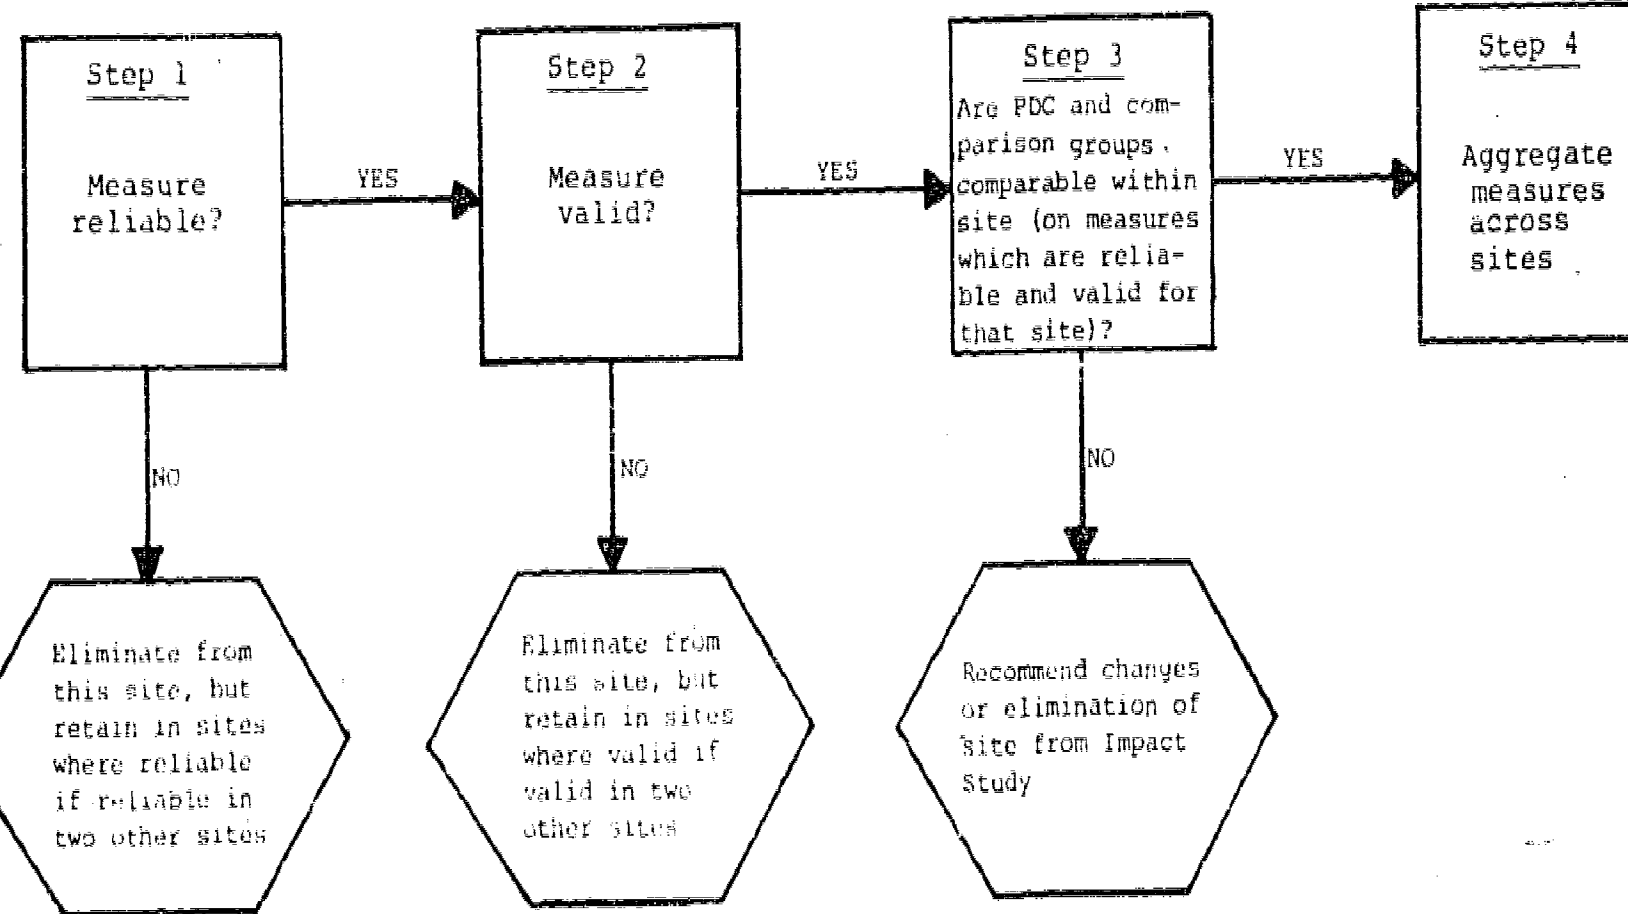 Step 1
Measure
reliable?
YES
Step 2
Measure
valid?
YES
Step 3
Are PDC and com-
parison groups
comparable within
site (on measures
which are relia-
ble and valid for
that site)?
YES
Step 4
Aggregate
measures
across
sites
NO
NO
NO
Eliminate from
this site, but
retain in sites
where reliable
if reliable in
two other sites
Eliminate from
this site, but
retain in sites
where valid if
valid in two
other sites
Recommend changes
or elimination of
site from Impact
Study